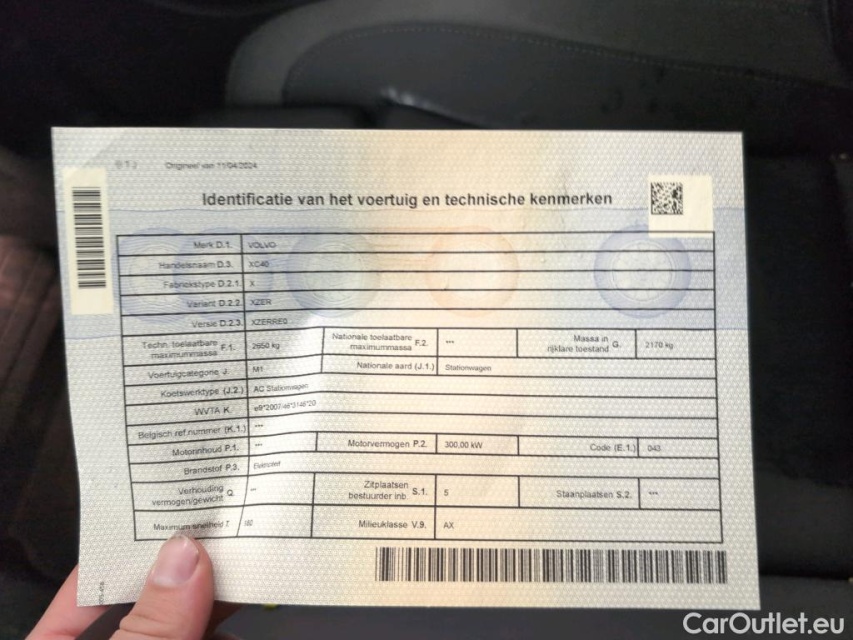 Origineel van 11/04/2024
Identificatie van het voertuig en technische kenmerken
Merk D.1. VOLVO
Handelsnaam D.3. XC40
Fabriekstype D.2.1. X
Variant D.2.2. XZER
Versie D.2.3. XZERRE0
Techn. toelaatbare maximummassa F.1. 2650 kg Nationale toelaatbare maximummassa F.2. --- Massa in rijklare toestand G. 2170 kg
Voertuigcategorie J. M1 Nationale aard (J.1.) Stationwagen
Koetswerktype (J.2.) AC Stationwagen
WVTA K. e9*2007/46*3146*20
Belgisch ref.nummer (K.1.) ---
Motorinhoud P.1. --- Motorvermogen P.2. 300.00 kW Code (E.1.) 043
Brandstof P.3. Elektriciteit
Verhouding vermogen/gewicht Q. --- Zitplaatsen bestuurder inb S.1. 5 Staanplaatsen S.2. ---
Maximum snelheid T. 182 Milieuklasse V.9. AX
CarOutlet.eu